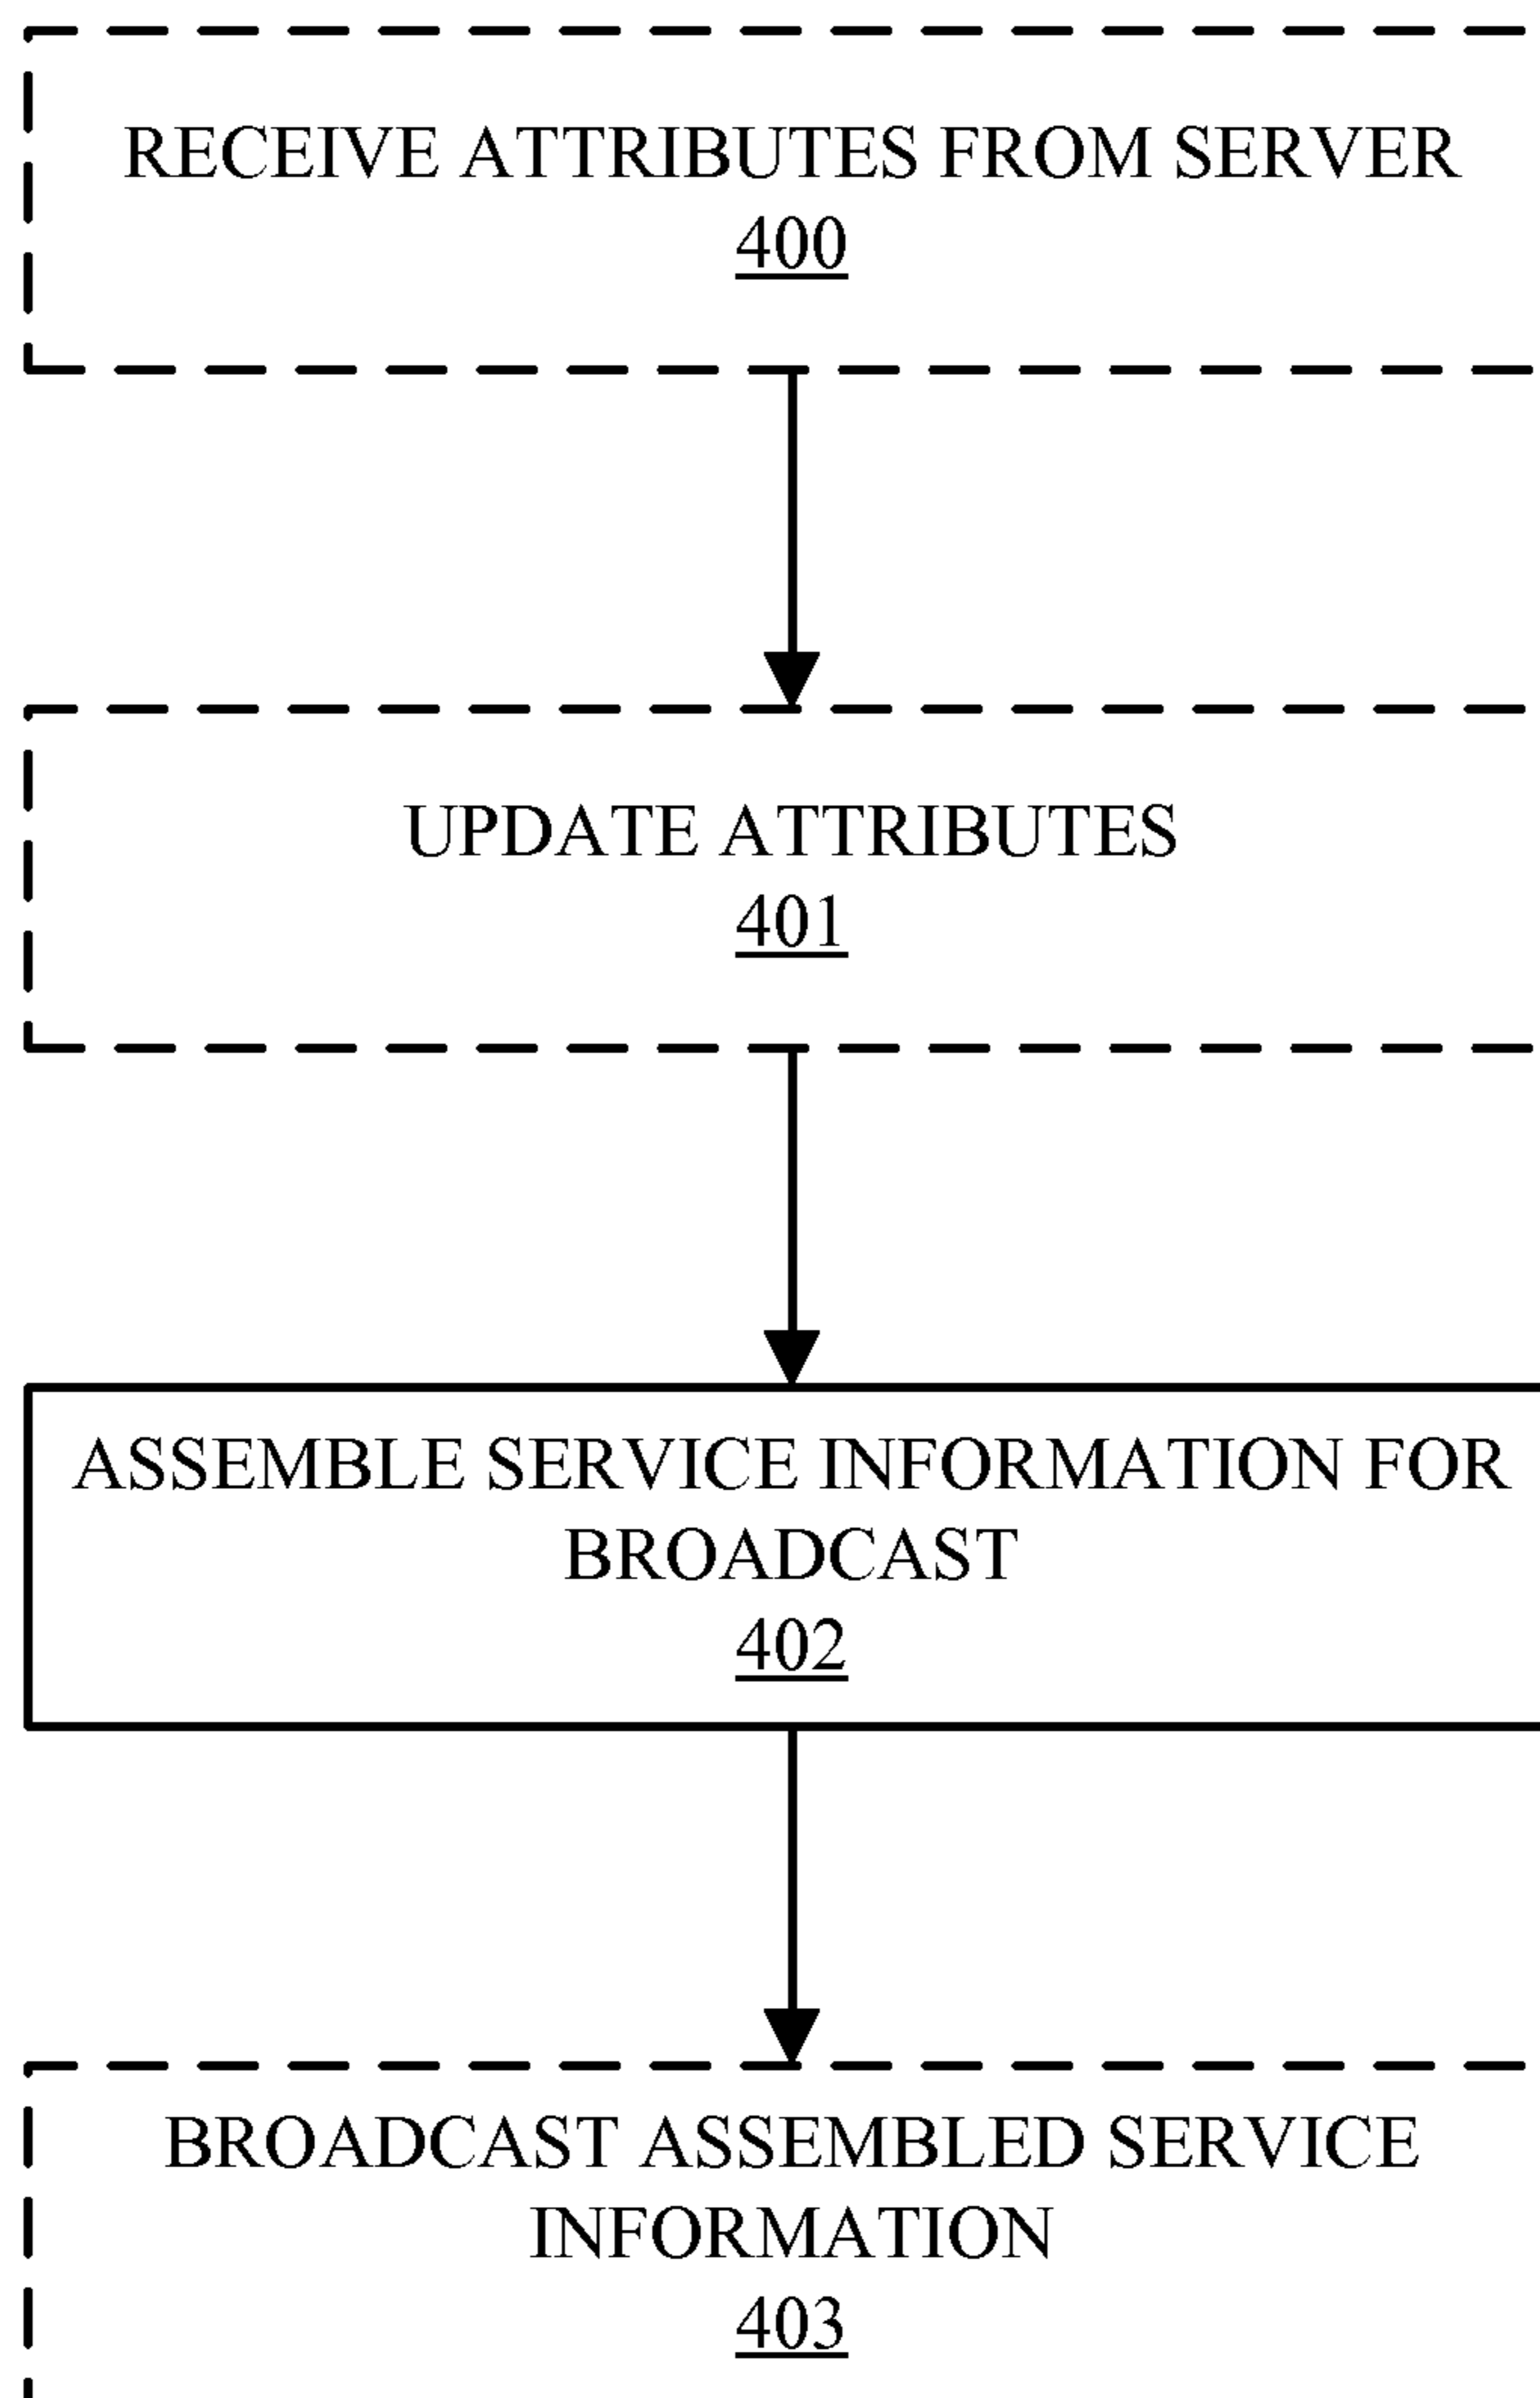 RECEIVE ATTRIBUTES FROM SERVER
400
UPDATE ATTRIBUTES
401
ASSEMBLE SERVICE INFORMATION FOR
BROADCAST
402
BROADCAST ASSEMBLED SERVICE
INFORMATION
403